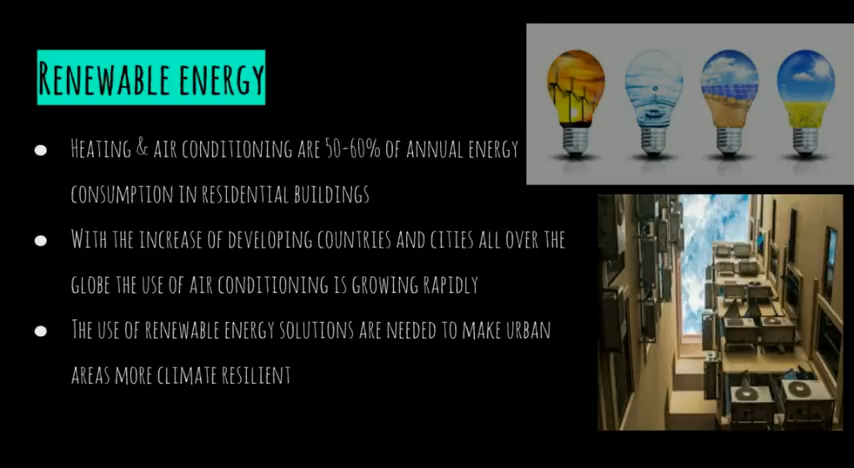 Renewable energy
● Heating & air conditioning are 50-60% of annual energy
consumption in residential buildings
● With the increase of developing countries and cities all over the
globe the use of air conditioning is growing rapidly
● The use of renewable energy solutions are needed to make urban
areas more climate resilient